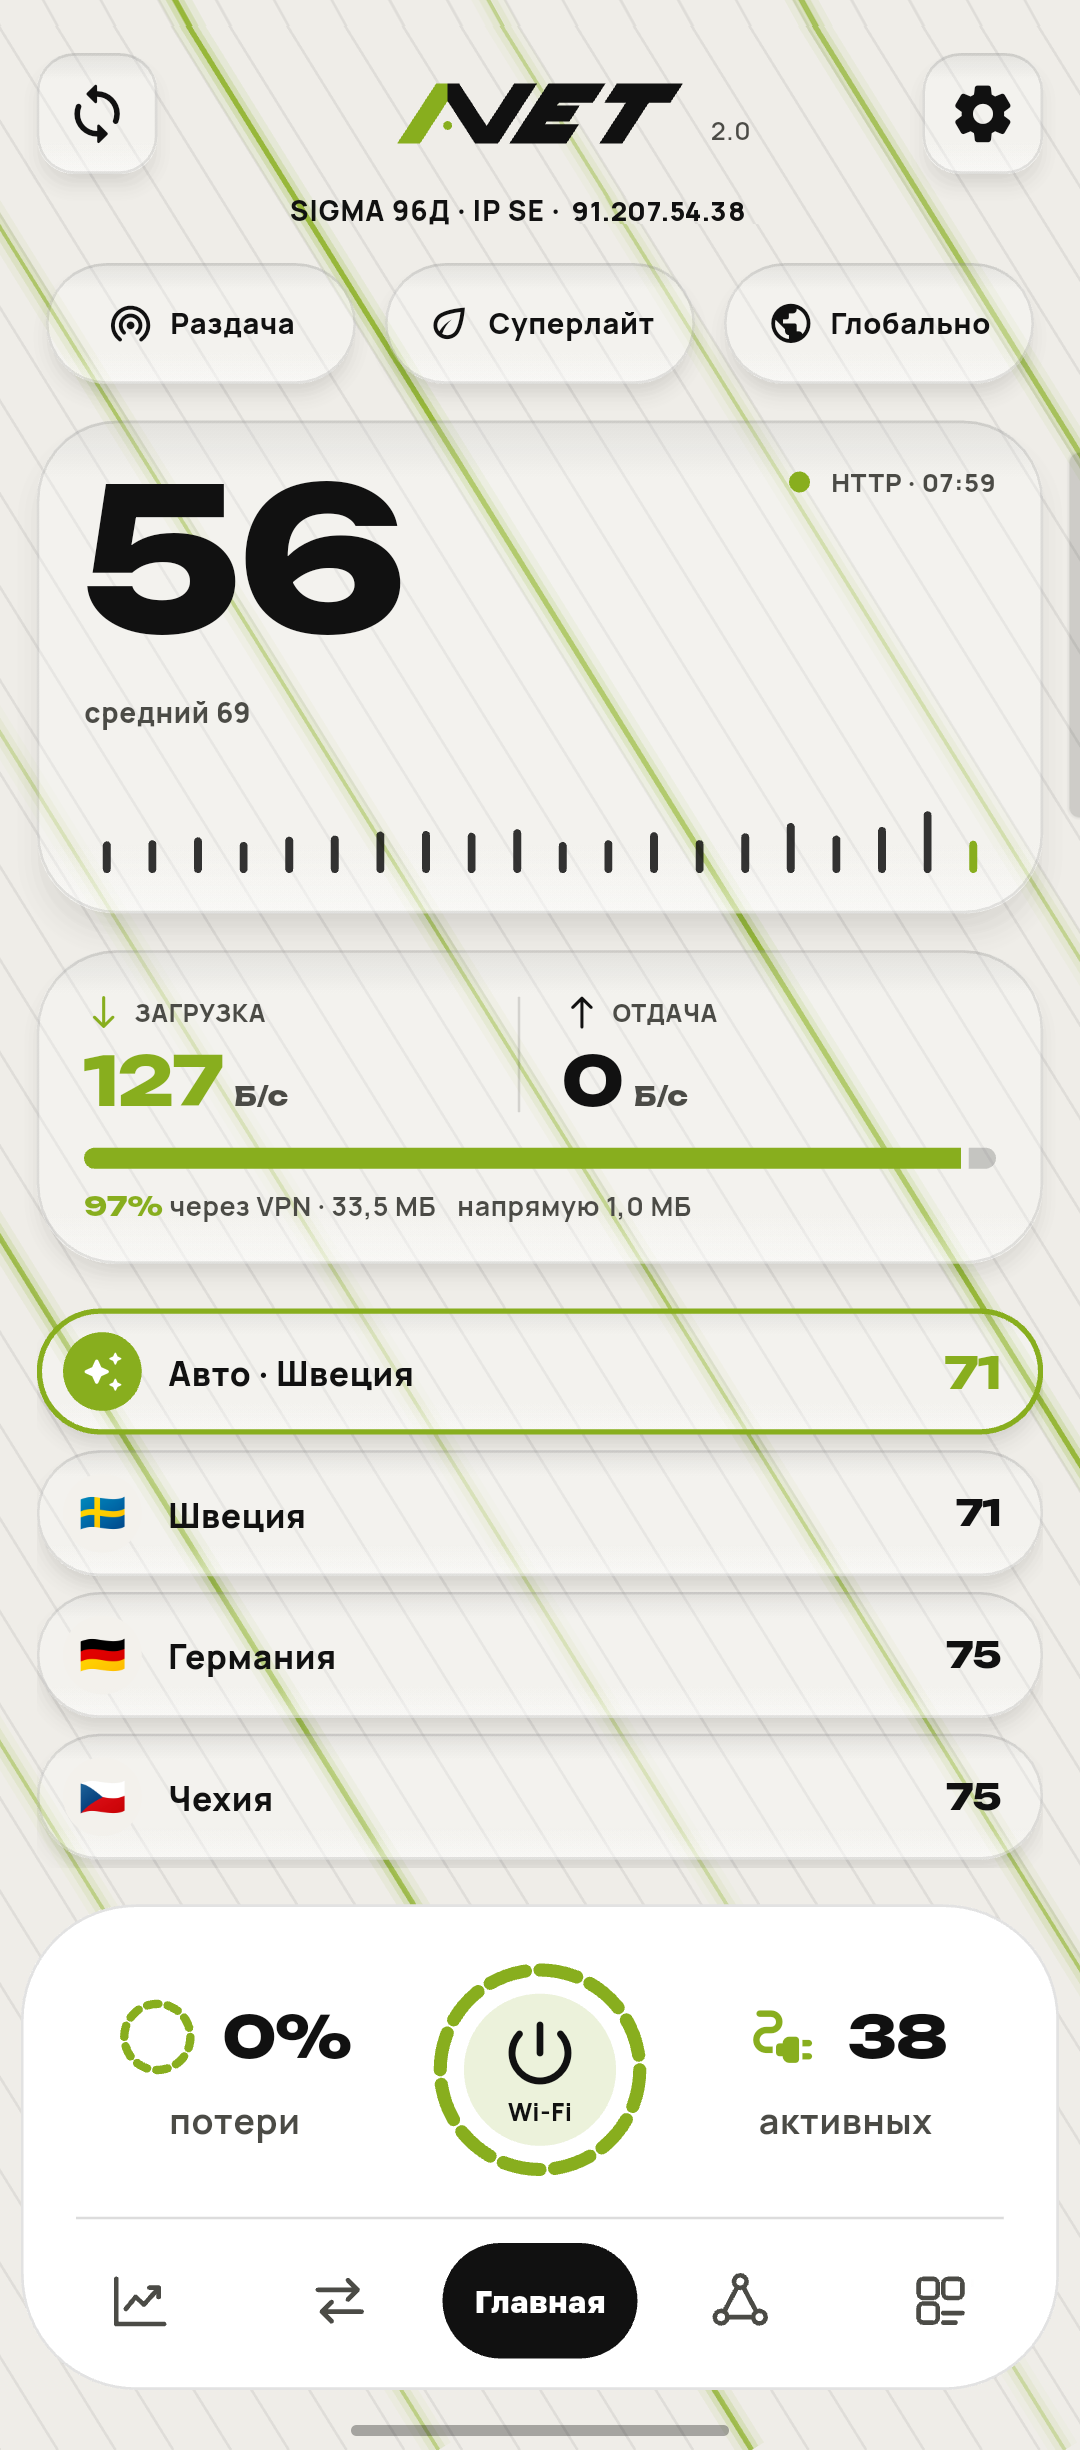 ANET 2.0
SIGMA 96Д · IP SE · 91.207.54.38
Раздача
Суперлайт
Глобально
56
HTTP · 07:59
средний 69
ЗАГРУЗКА
127 Б/с
ОТДАЧА
0 Б/с
97% через VPN · 33,5 МБ напрямую 1,0 МБ
Авто · Швеция 71
Швеция 71
Германия 75
Чехия 75
0%
потери
Wi-Fi
38
активных
Главная